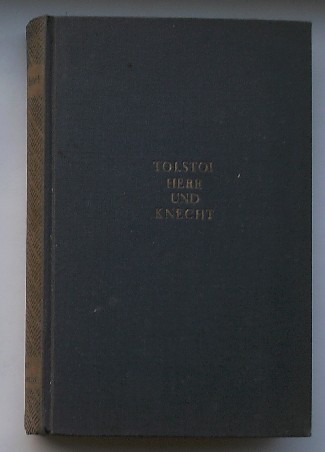 TOLSTOI
HERR
UND
KNECHT